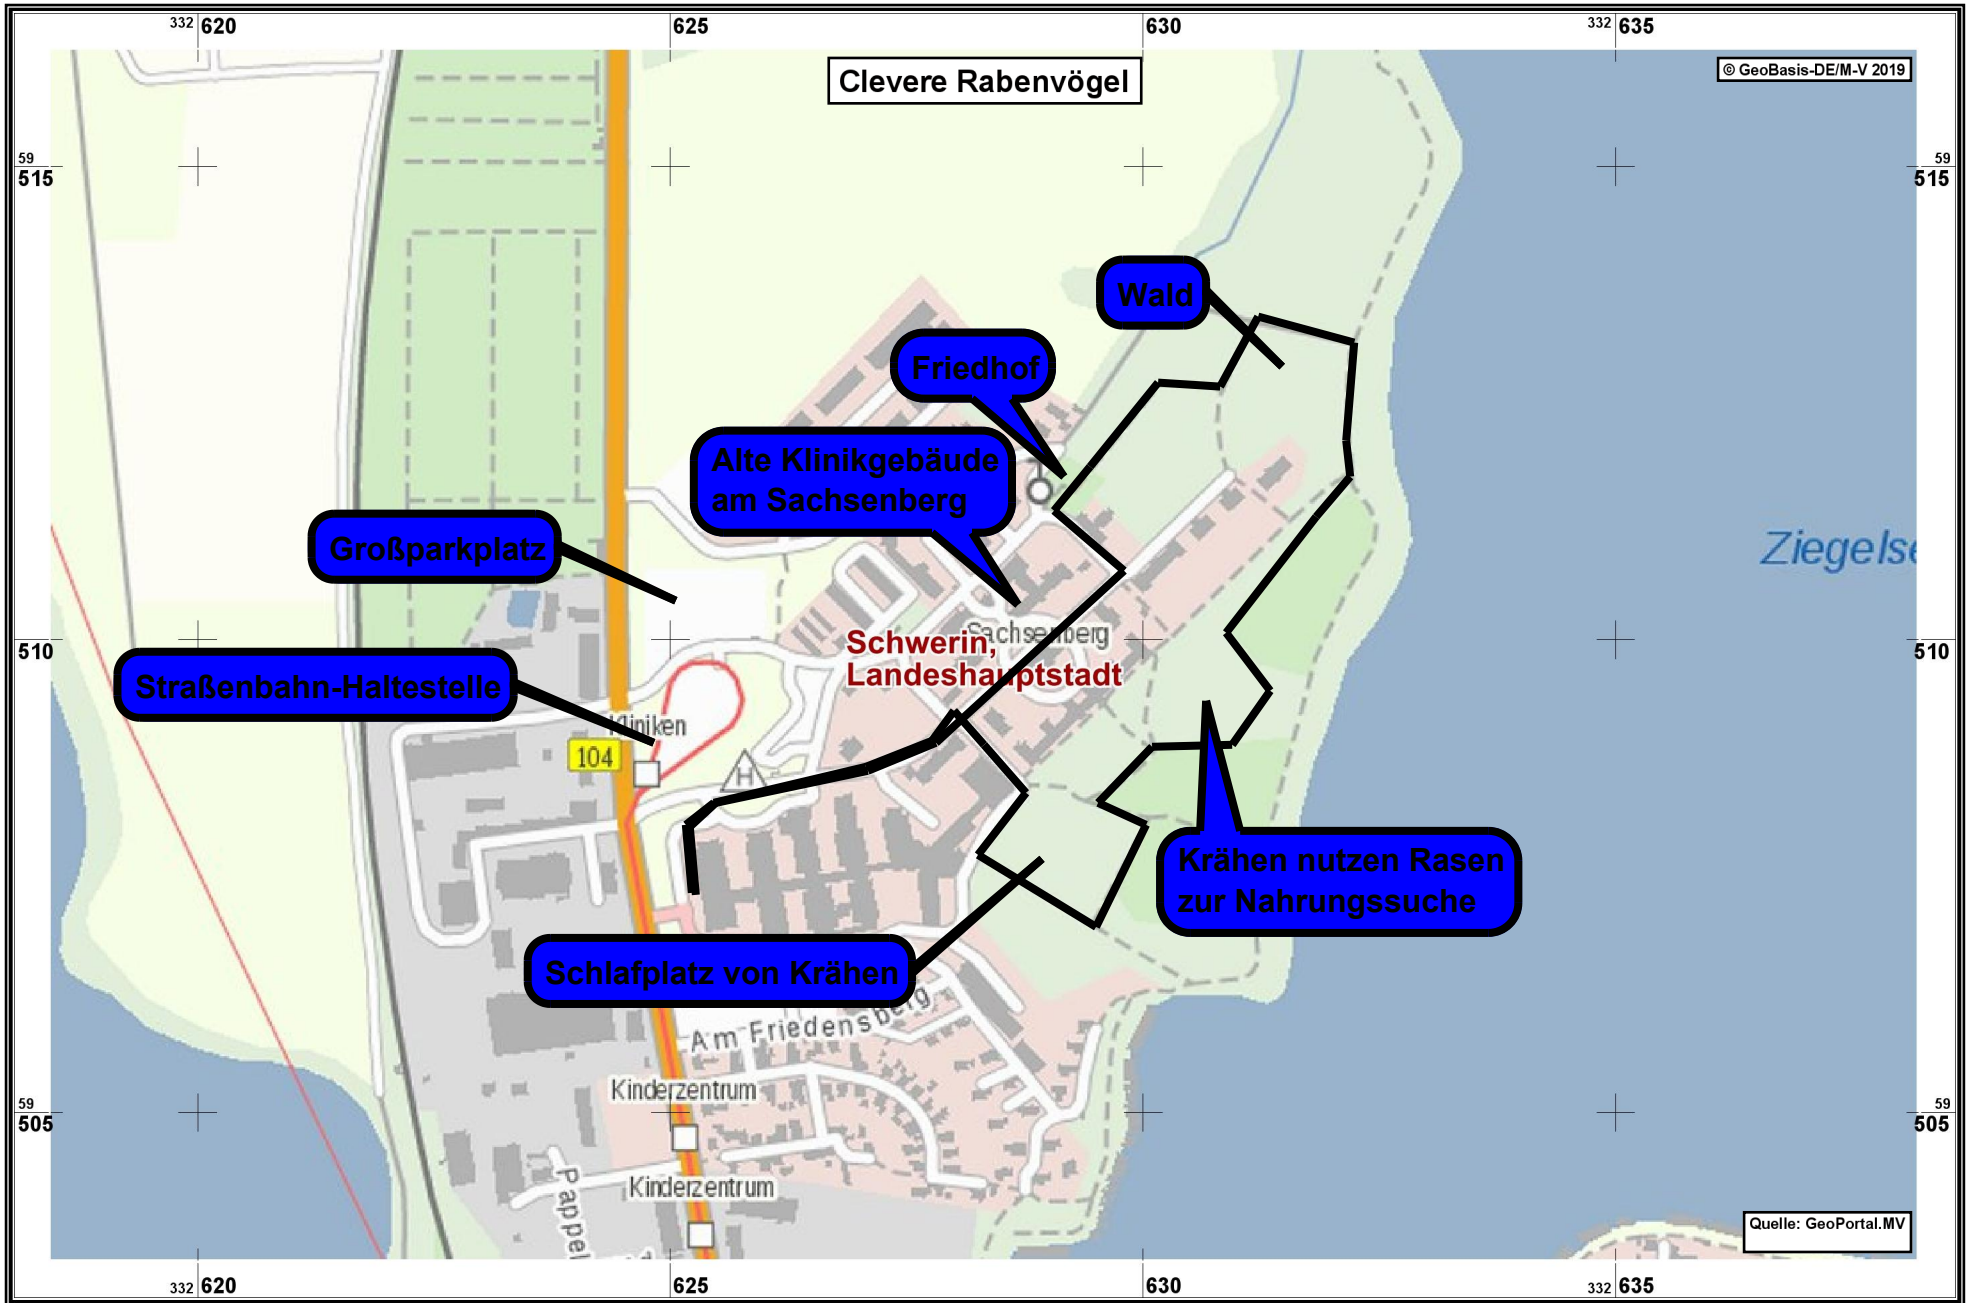 332 620
625
630
332 635
Clevere Rabenvögel
© GeoBasis-DE/M-V 2019
59
515
59
515
Wald
Friedhof
Alte Klinikgebäude
am Sachsenberg
Großparkplatz
Ziegelse
Sachsenberg
Schwerin,
Landeshauptstadt
510
510
Straßenbahn-Haltestelle
Kliniken
104
H
Krähen nutzen Rasen
zur Nahrungssuche
Schlafplatz von Krähen
Am Friedensberg
Kinderzentrum
59
505
59
505
Kinderzentrum
Pappel
Quelle: GeoPortal.MV
332 620
625
630
332 635